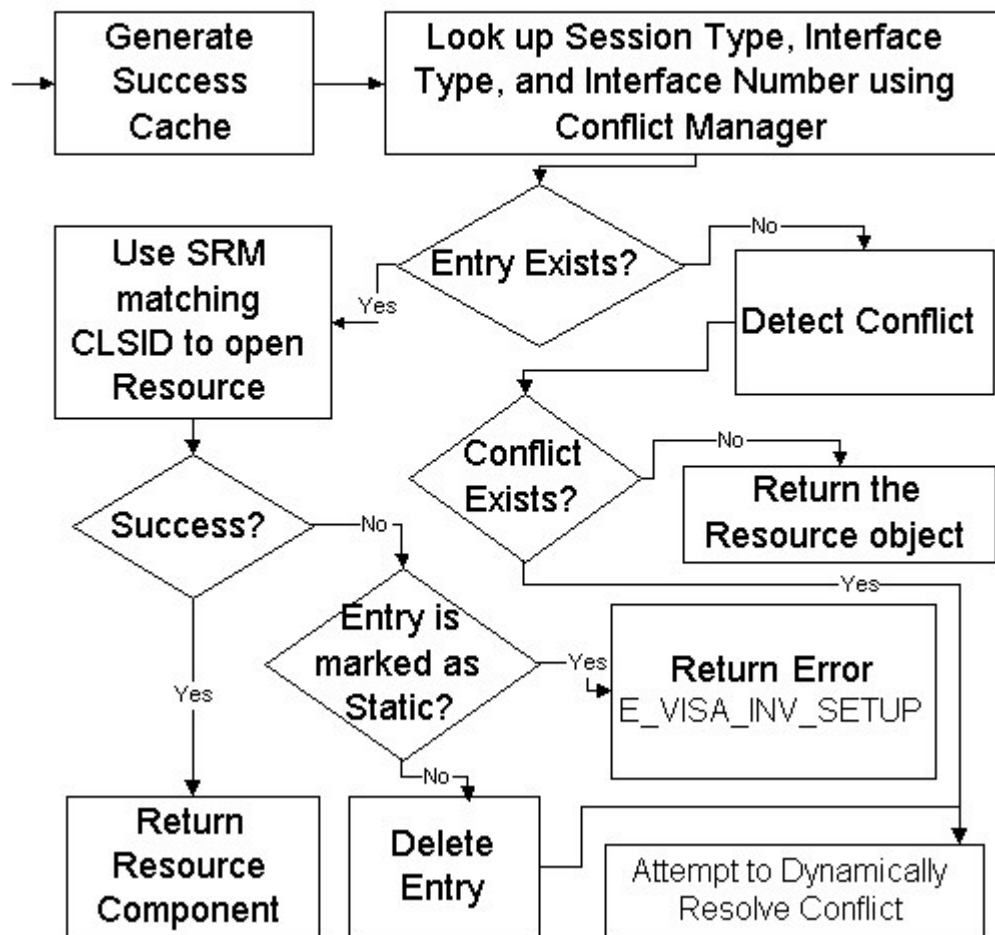 Generate
Success
Cache
Look up Session Type, Interface
Type, and Interface Number using
Conflict Manager
Entry Exists?
No
Yes
Use SRM
matching
CLSID to open
Resource
Detect Conflict
Conflict
Exists?
No
Return the
Resource object
Yes
Success?
No
Yes
Entry is
marked as
Static?
Yes
Return Error
E_VISA_INV_SETUP
No
Return
Resource
Component
Delete
Entry
Attempt to Dynamically
Resolve Conflict